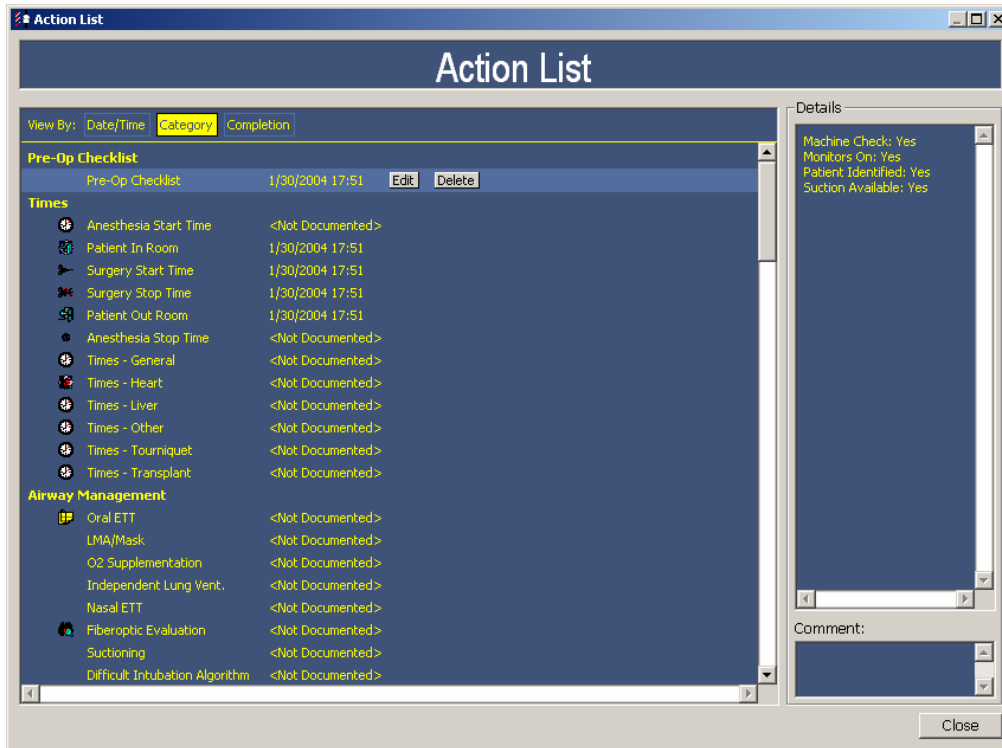 Action List
Action List
View By: Date/Time Category Completion
Pre-Op Checklist
Pre-Op Checklist 1/30/2004 17:51 Edit Delete
Times
Anesthesia Start Time <Not Documented>
Patient In Room 1/30/2004 17:51
Surgery Start Time 1/30/2004 17:51
Surgery Stop Time 1/30/2004 17:51
Patient Out Room 1/30/2004 17:51
Anesthesia Stop Time <Not Documented>
Times - General <Not Documented>
Times - Heart <Not Documented>
Times - Liver <Not Documented>
Times - Other <Not Documented>
Times - Tourniquet <Not Documented>
Times - Transplant <Not Documented>
Airway Management
Oral ETT <Not Documented>
LMA/Mask <Not Documented>
O2 Supplementation <Not Documented>
Independent Lung Vent. <Not Documented>
Nasal ETT <Not Documented>
Fiberoptic Evaluation <Not Documented>
Suctioning <Not Documented>
Difficult Intubation Algorithm <Not Documented>
Details
Machine Check: Yes
Monitors On: Yes
Patient Identified: Yes
Suction Available: Yes
Comment:
Close